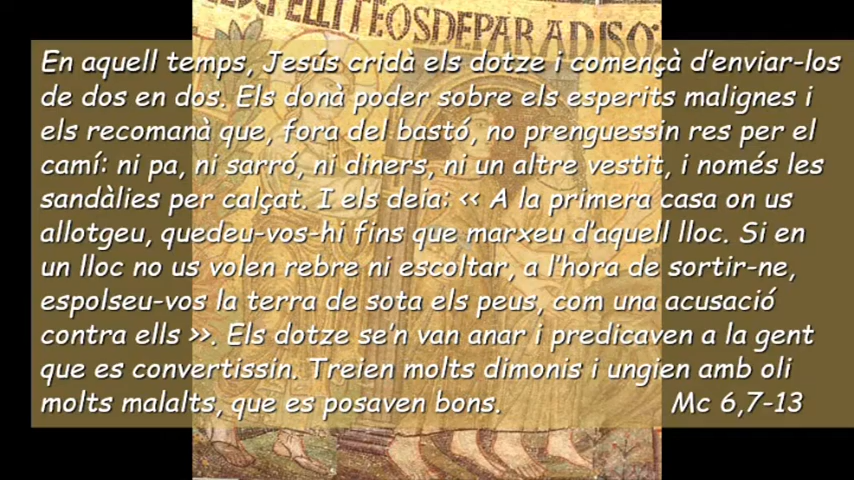 EXPELLIT EOS DE PARADISO
En aquell temps, Jesús cridà els dotze i començà d'enviar-los
de dos en dos. Els donà poder sobre els esperits malignes i
els recomanà que, fora del bastó, no prenguessin res per el
camí: ni pa, ni sarró, ni diners, ni un altre vestit, i només les
sandàlies per calçat. I els deia: << A la primera casa on us
allotgeu, quedeu-vos-hi fins que marxeu d'aquell lloc. Si en
un lloc no us volen rebre ni escoltar, a l'hora de sortir-ne,
espolseu-vos la terra de sota els peus, com una acusació
contra ells >>. Els dotze se'n van anar i predicaven a la gent
que es convertissin. Treien molts dimonis i ungien amb oli
molts malalts, que es posaven bons. Mc 6,7-13